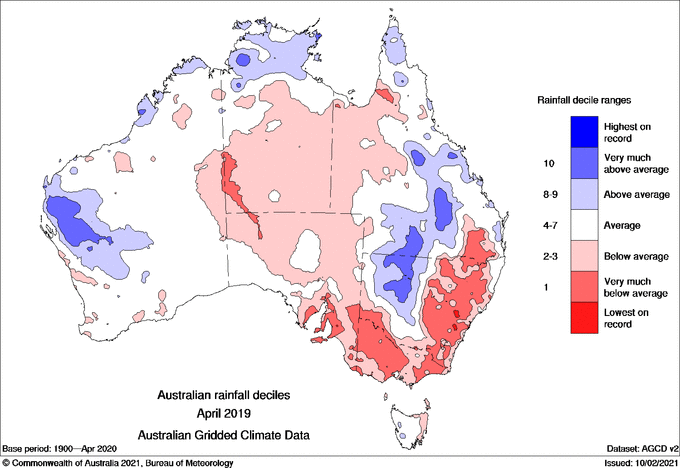 Rainfall decile ranges
Highest on
record
10 Very much
above average
8-9 Above average
4-7 Average
2-3 Below average
1 Very much
below average
Lowest on
record
Australian rainfall deciles
April 2019
Australian Gridded Climate Data
Base period: 1900—Apr 2020 Dataset: AGCD v2
© Commonwealth of Australia 2021, Bureau of Meteorology Issued: 10/02/2021